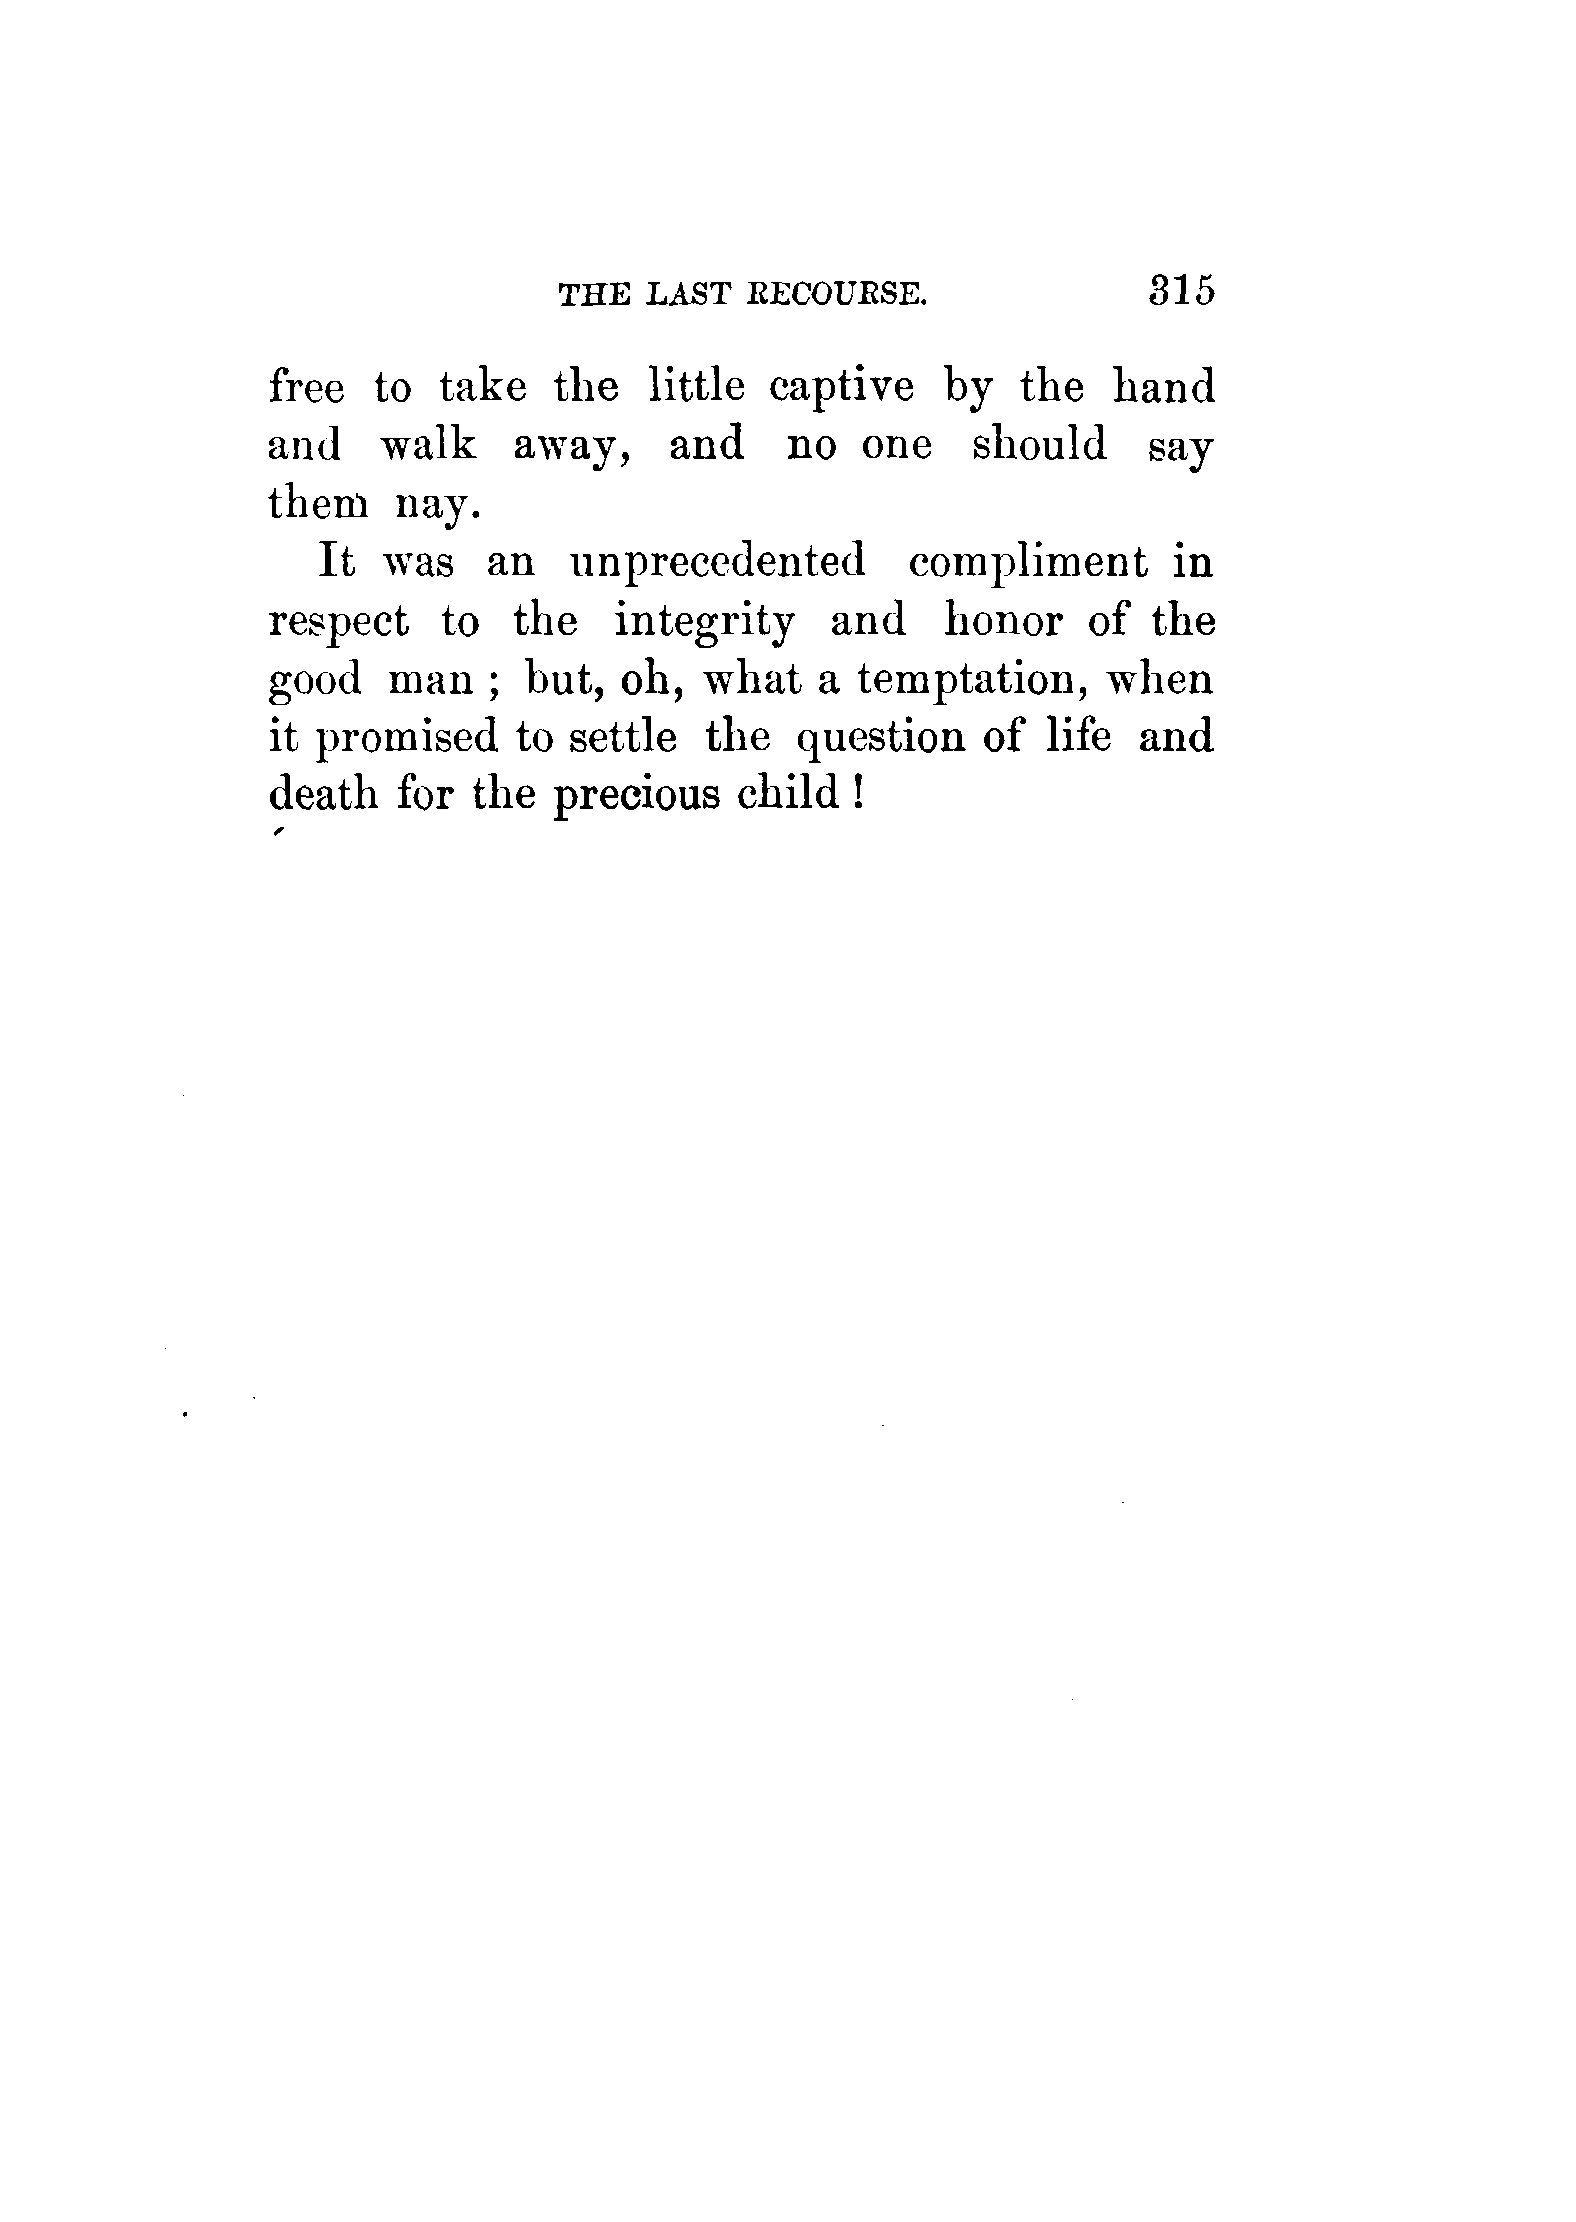 THE LAST RECOURSE. 315
free to take the little captive by the hand
and walk away, and no one should say
them nay.
It was an unprecedented compliment in
respect to the integrity and honor of the
good man ; but, oh, what a temptation, when
it promised to settle the question of life and
death for the precious child !